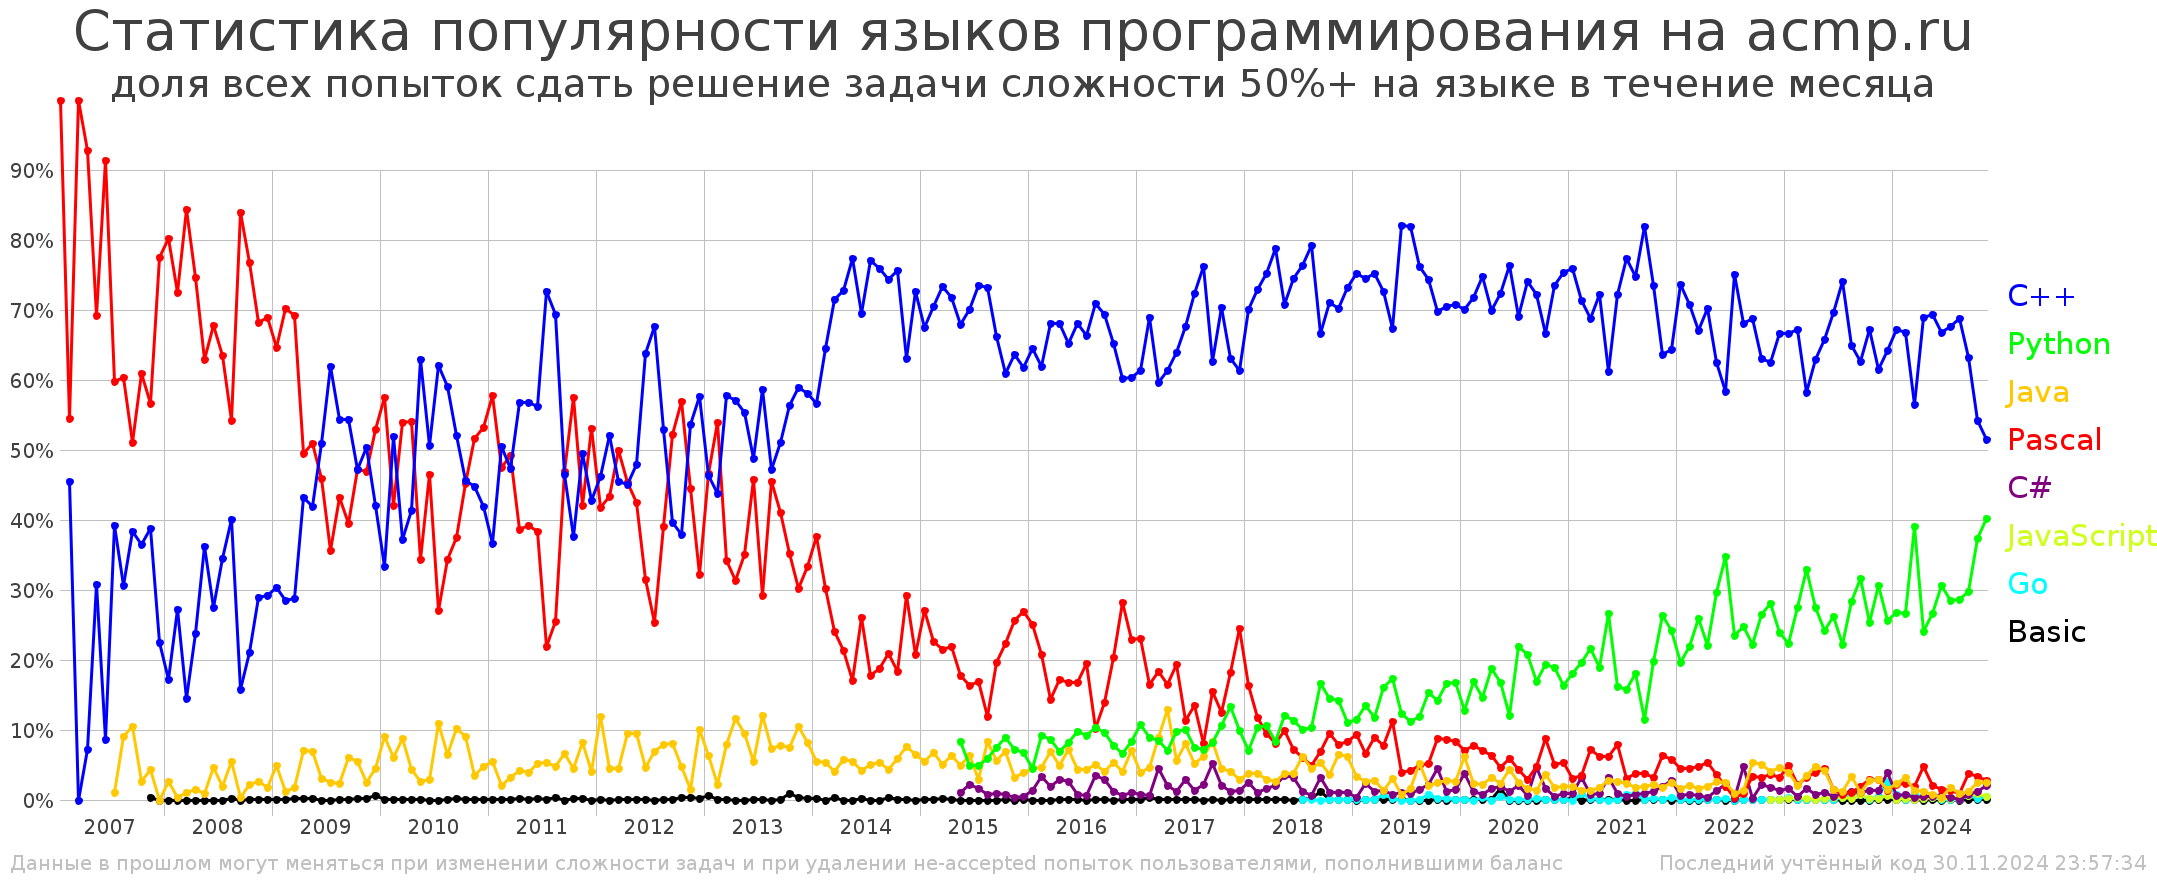 Статистика популярности языков программирования на acmp.ru
доля всех попыток сдать решение задачи сложности 50%+ на языке в течение месяца
90%
80%
70%
60%
50%
40%
30%
20%
10%
0%
C++
Python
Java
Pascal
C#
JavaScript
Go
Basic
2007 2008 2009 2010 2011 2012 2013 2014 2015 2016 2017 2018 2019 2020 2021 2022 2023 2024
Данные в прошлом могут меняться при изменении сложности задач и при удалении не-accepted попыток пользователями, пополнившими баланс
Последний учтённый код 30.11.2024 23:57:34